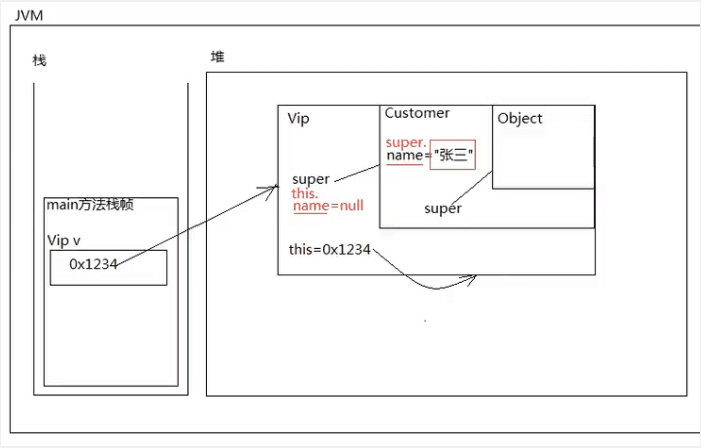 JVM
栈
堆
main方法栈帧
Vip v
0x1234
Vip
super
this.
name=null
this=0x1234
Customer
super.
name="张三"
super
Object